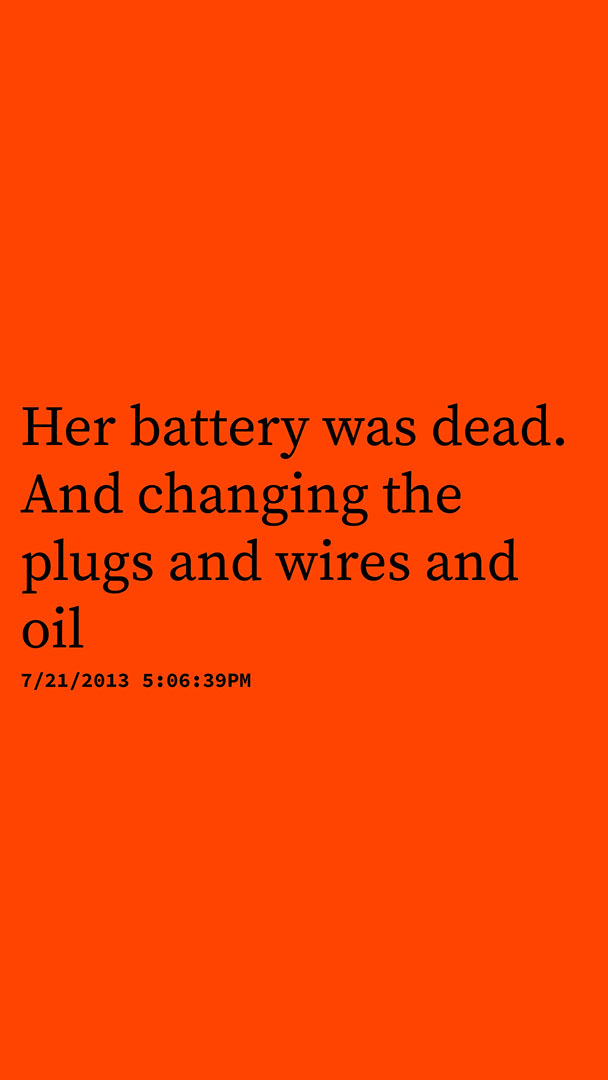 Her battery was dead.
And changing the
plugs and wires and
oil
7/21/2013 5:06:39PM